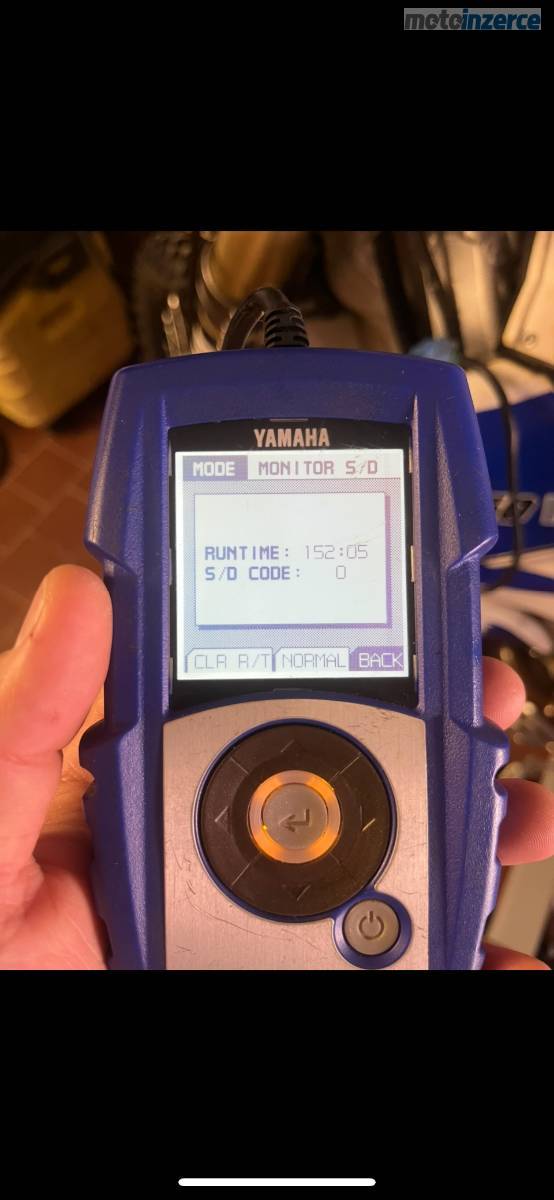 motoinzerce
YAMAHA
MODE MONITOR S/D
RUNTIME: 152:05
S/D CODE: 0
CLR R/T NORMAL BACK